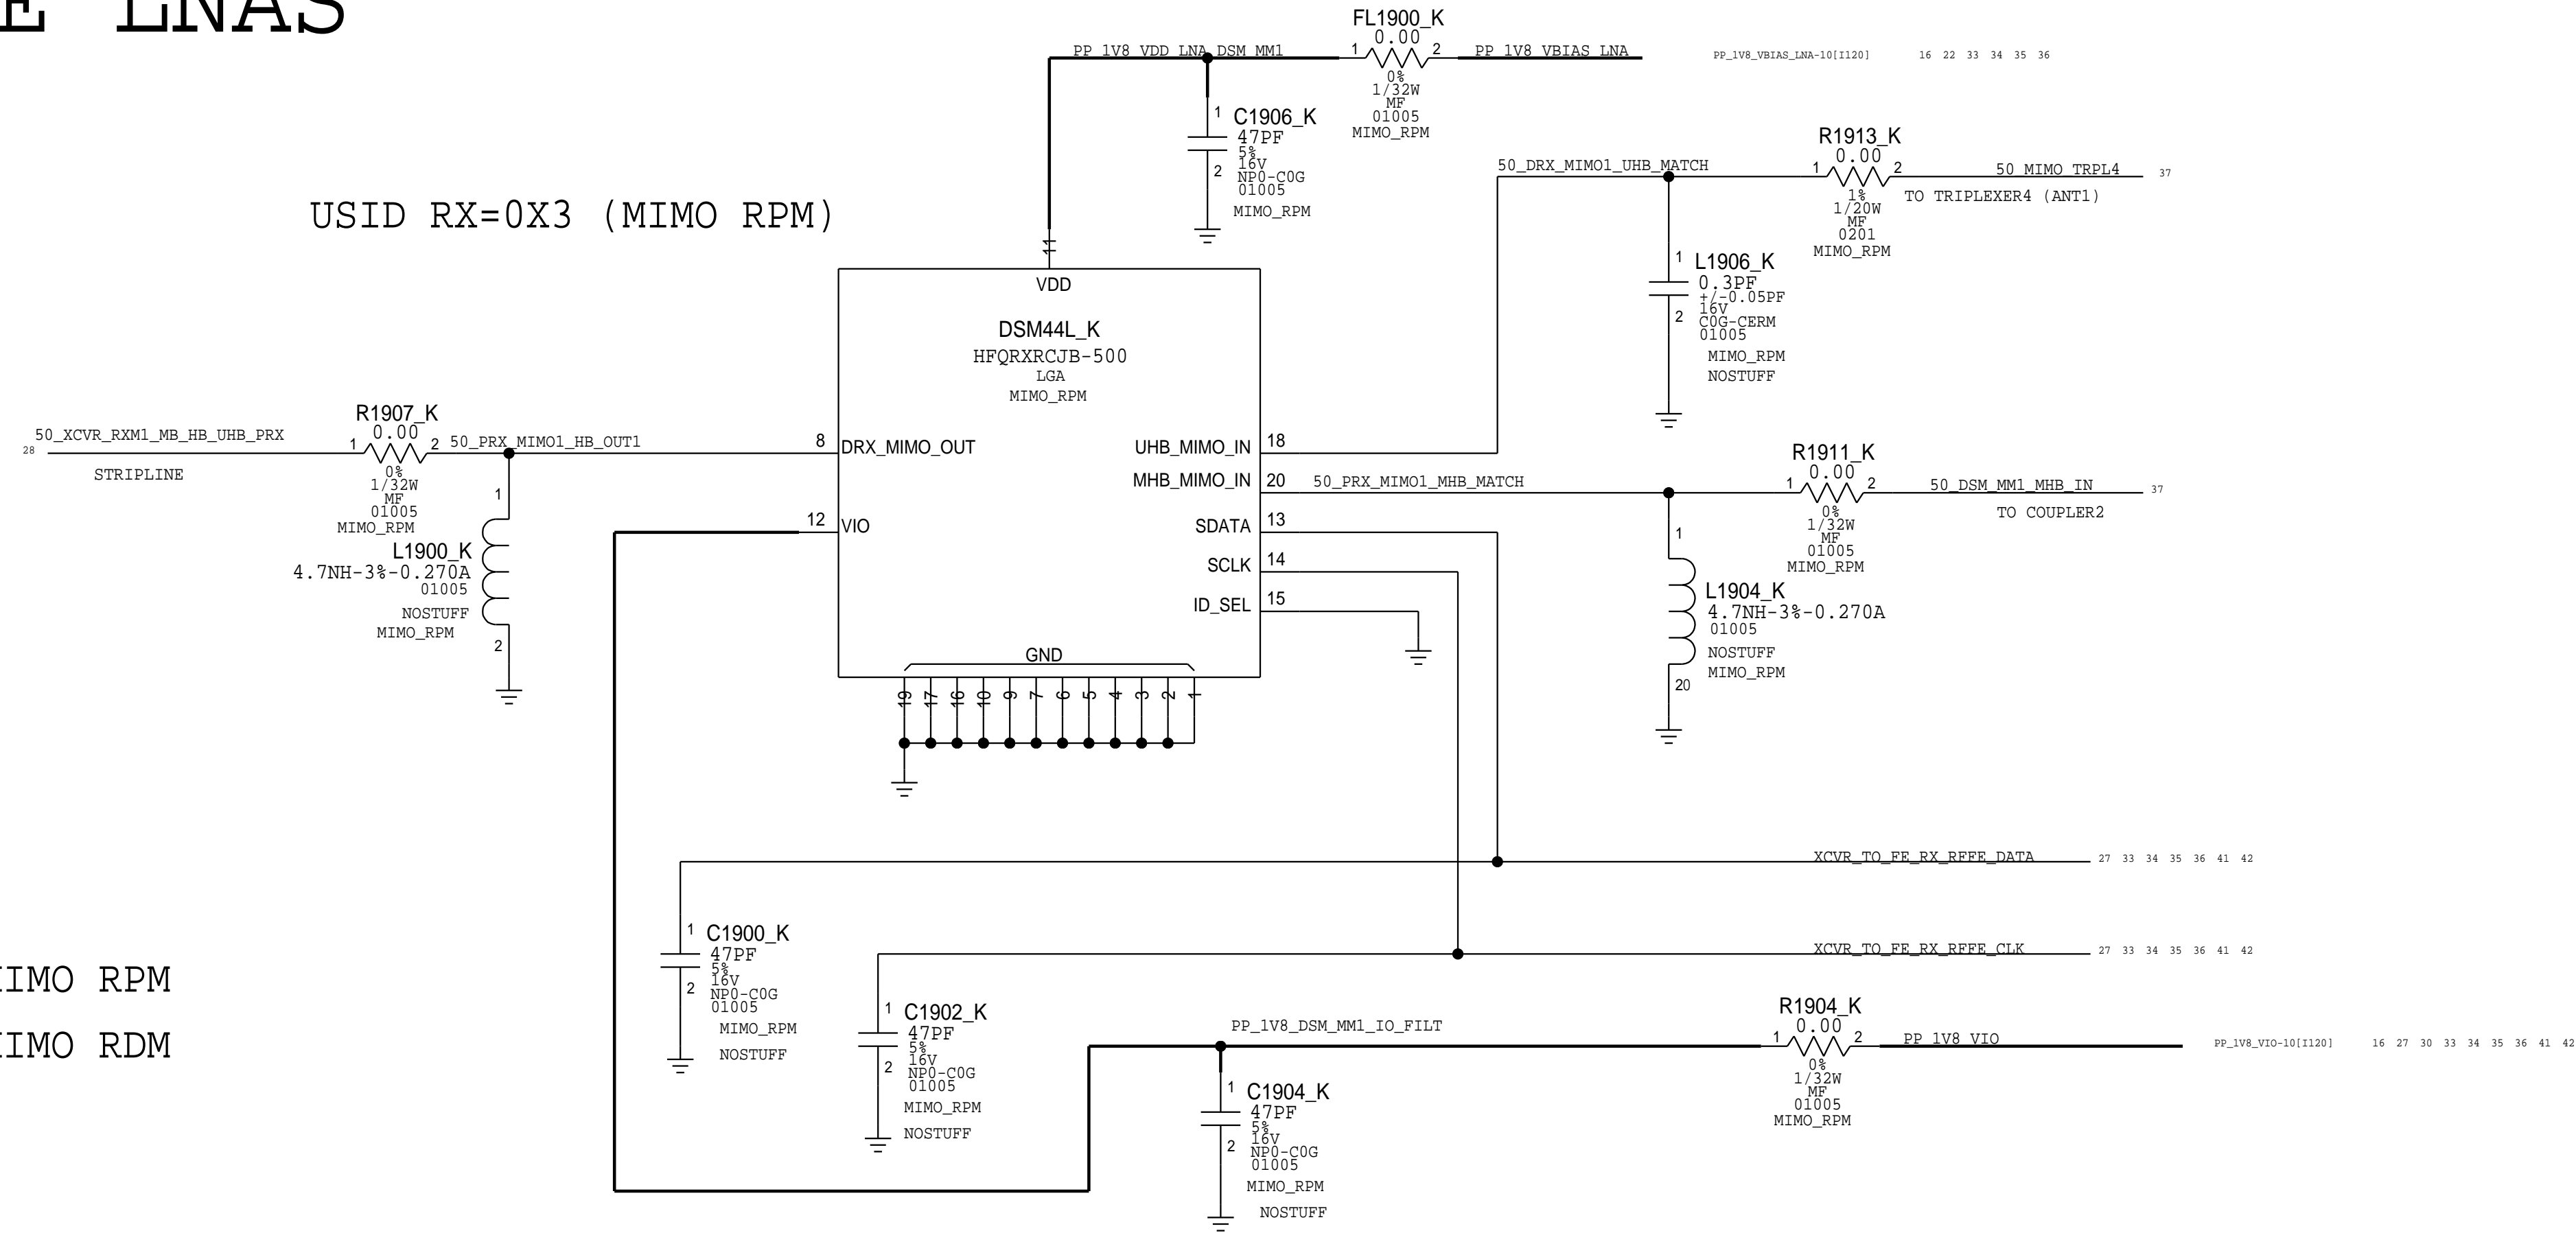 E LNAS
FL1900_K
0.00
PP_1V8_VDD_LNA_DSM_MM1
1
2
PP_1V8_VBIAS_LNA
PP_1V8_VBIAS_LNA-10[I120]
16 22 33 34 35 36
0%
1/32W
MF
01005
MIMO_RPM
1
C1906_K
47PF
5%
16V
NP0-C0G
01005
MIMO_RPM
2
R1913_K
0.00
50_DRX_MIMO1_UHB_MATCH
1
2
50_MIMO_TRPL4
37
1%
1/20W
MF
0201
MIMO_RPM
TO TRIPLEXER4 (ANT1)
USID RX=0X3 (MIMO RPM)
11
VDD
1
L1906_K
0.3PF
+/-0.05PF
16V
C0G-CERM
01005
MIMO_RPM
NOSTUFF
2
DSM44L_K
HFQRXRCJB-500
LGA
MIMO_RPM
R1907_K
0.00
50_XCVR_RXM1_MB_HB_UHB_PRX
28
1
2
50_PRX_MIMO1_HB_OUT1
STRIPLINE
0%
1/32W
MF
01005
MIMO_RPM
8
DRX_MIMO_OUT
UHB_MIMO_IN
18
MHB_MIMO_IN
20
50_PRX_MIMO1_MHB_MATCH
R1911_K
0.00
1
2
50_DSM_MM1_MHB_IN
37
0%
1/32W
MF
01005
MIMO_RPM
TO COUPLER2
1
L1900_K
4.7NH-3%-0.270A
01005
NOSTUFF
MIMO_RPM
2
12
VIO
SDATA
13
SCLK
14
ID_SEL
15
1
L1904_K
4.7NH-3%-0.270A
01005
NOSTUFF
MIMO_RPM
20
GND
19 17 16 10 9 7 6 5 4 3 2 1
XCVR_TO_FE_RX_RFFE_DATA
27 33 34 35 36 41 42
1
C1900_K
47PF
5%
16V
NP0-C0G
01005
MIMO_RPM
NOSTUFF
2
XCVR_TO_FE_RX_RFFE_CLK
27 33 34 35 36 41 42
IMO RPM
IMO RDM
1
C1902_K
47PF
5%
16V
NP0-C0G
01005
MIMO_RPM
NOSTUFF
2
PP_1V8_DSM_MM1_IO_FILT
R1904_K
0.00
1
2
PP_1V8_VIO
PP_1V8_VIO-10[I120]
16 27 30 33 34 35 36 41 42
0%
1/32W
MF
01005
MIMO_RPM
1
C1904_K
47PF
5%
16V
NP0-C0G
01005
MIMO_RPM
NOSTUFF
2